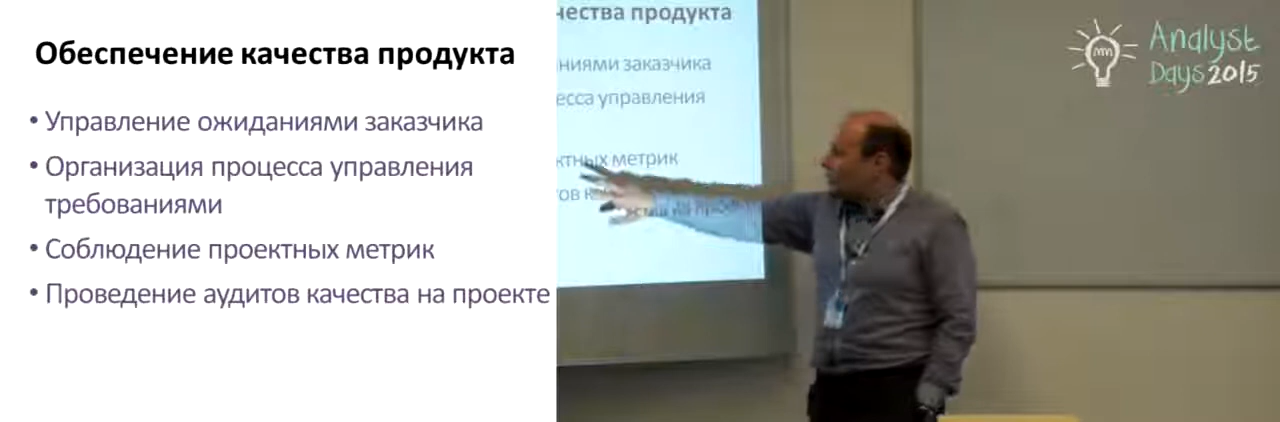 Обеспечение качества продукта
• Управление ожиданиями заказчика
• Организация процесса управления
требованиями
• Соблюдение проектных метрик
• Проведение аудитов качества на проекте
чества продукта
ниями заказчика
есса управления
ктных метрик
Analyst
Days 2015